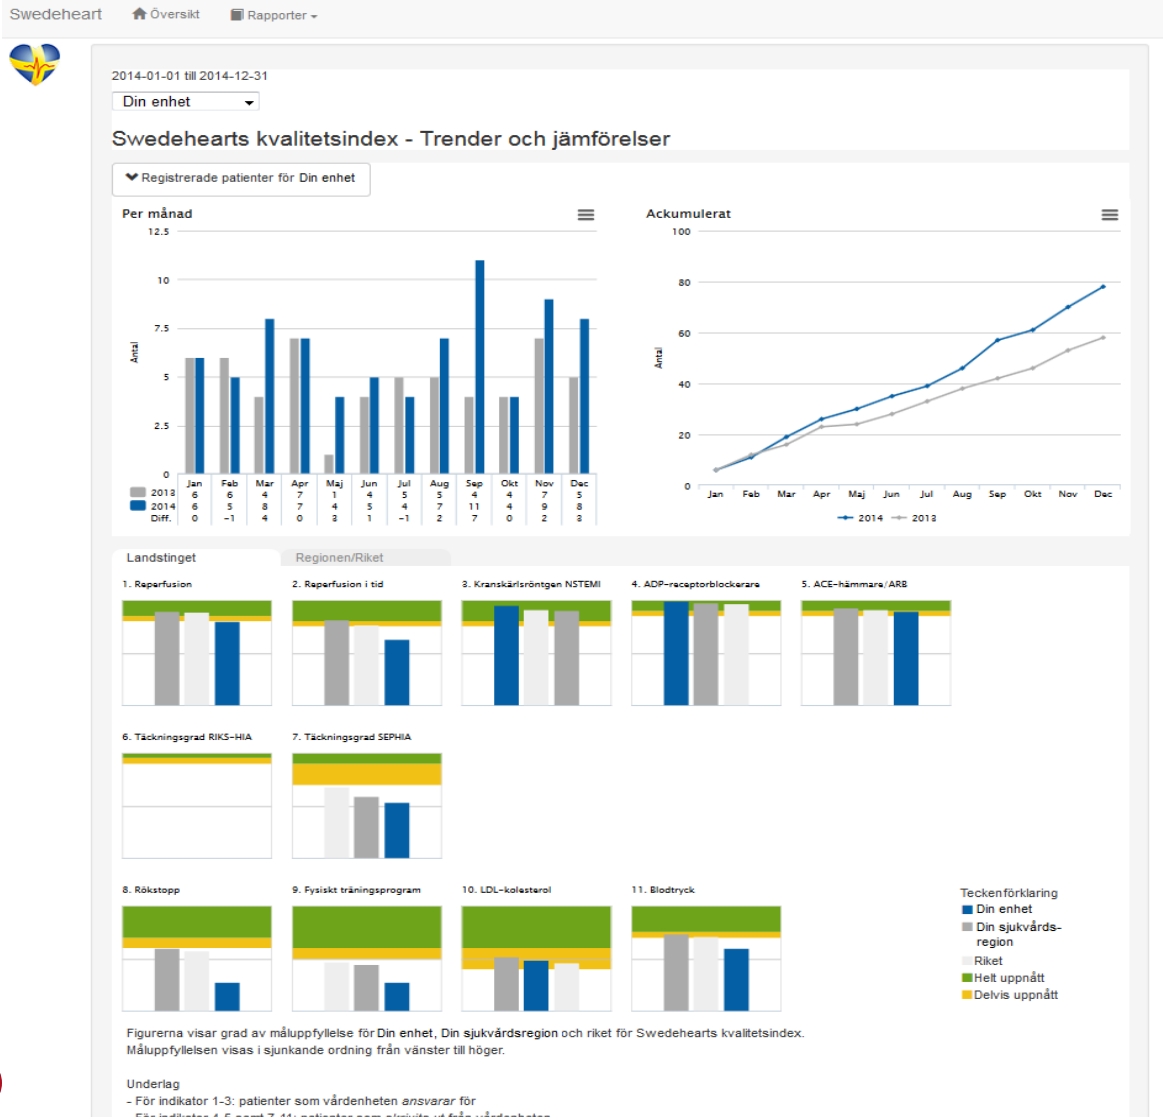 Swedeheart Översikt Rapporter
2014-01-01 till 2014-12-31
Din enhet
Swedehearts kvalitetsindex - Trender och jämförelser
Registrerade patienter för Din enhet
Per månad
12.5
10
7.5
5
2.5
0
Antal
Jan Feb Mar Apr Maj Jun Jul Aug Sep Okt Nov Dec
2013 6 6 4 7 1 4 5 5 4 4 7 5
2014 6 5 8 7 4 5 4 7 11 4 9 8
Diff. 0 -1 4 0 3 1 -1 2 7 0 2 3
Ackumulerat
100
80
60
40
20
0
Antal
Jan Feb Mar Apr Maj Jun Jul Aug Sep Okt Nov Dec
2014 2013
Landstinget Regionen/Riket
1. Reperfusion
2. Reperfusion i tid
3. Kranskärlsröntgen NSTEMI
4. ADP-receptorblockerare
5. ACE-hämmare/ARB
6. Täckningsgrad RIKS-HIA
7. Täckningsgrad SEPHIA
8. Rökstopp
9. Fysiskt träningsprogram
10. LDL-kolesterol
11. Blodtryck
Teckenförklaring
Din enhet
Din sjukvårds-
region
Riket
Helt uppnått
Delvis uppnått
Figurerna visar grad av måluppfyllelse för Din enhet, Din sjukvårdsregion och riket för Swedehearts kvalitetsindex.
Måluppfyllelsen visas i sjunkande ordning från vänster till höger.
Underlag
- För indikator 1-3: patienter som vårdenheten ansvarar för